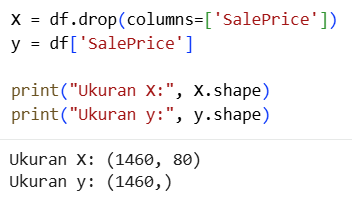 X = df.drop(columns=['SalePrice'])
y = df['SalePrice']
print("Ukuran X:", X.shape)
print("Ukuran y:", y.shape)
Ukuran X: (1460, 80)
Ukuran y: (1460,)